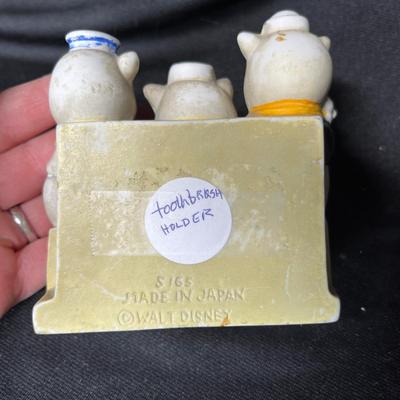 toothbrush
HOLDER
S165
MADE IN JAPAN
©WALT DISNEY